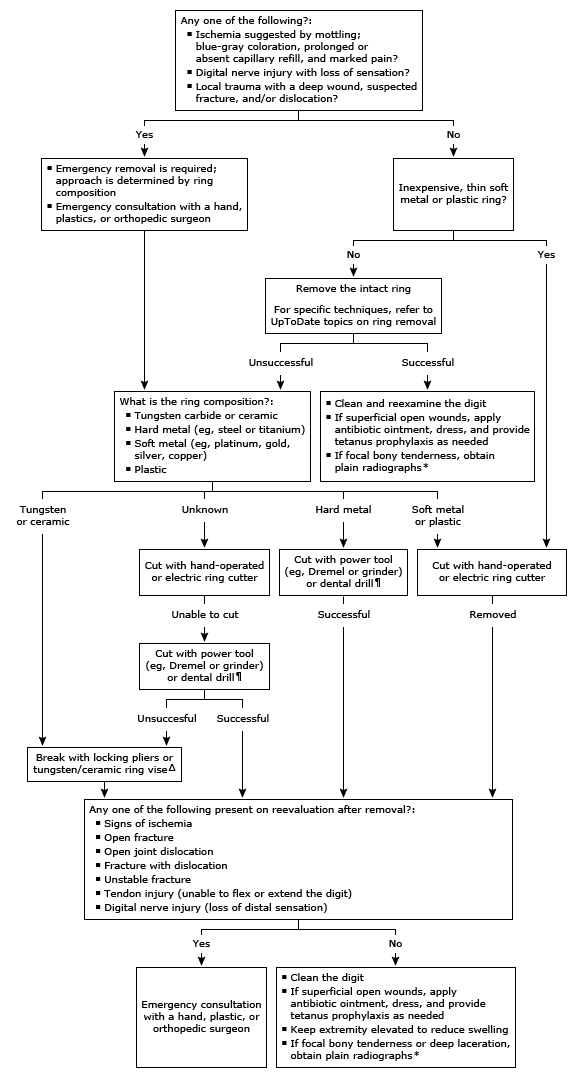 Any one of the following?:
▪ Ischemia suggested by mottling;
blue-gray coloration, prolonged or
absent capillary refill, and marked pain?
▪ Digital nerve injury with loss of sensation?
▪ Local trauma with a deep wound, suspected
fracture, and/or dislocation?
Yes
No
▪ Emergency removal is required;
approach is determined by ring
composition
▪ Emergency consultation with a hand,
plastics, or orthopedic surgeon
Inexpensive, thin soft
metal or plastic ring?
No
Yes
Remove the intact ring
For specific techniques, refer to
UpToDate topics on ring removal
Unsuccessful
Successful
What is the ring composition?:
▪ Tungsten carbide or ceramic
▪ Hard metal (eg, steel or titanium)
▪ Soft metal (eg, platinum, gold,
silver, copper)
▪ Plastic
▪ Clean and reexamine the digit
▪ If superficial open wounds, apply
antibiotic ointment, dress, and provide
tetanus prophylaxis as needed
▪ If focal bony tenderness, obtain
plain radiographs*
Tungsten
or ceramic
Unknown
Hard metal
Soft metal
or plastic
Cut with hand-operated
or electric ring cutter
Cut with power tool
(eg, Dremel or grinder)
or dental drill¶
Cut with hand-operated
or electric ring cutter
Unable to cut
Successful
Removed
Cut with power tool
(eg, Dremel or grinder)
or dental drill¶
Unsuccesful
Successful
Break with locking pliers or
tungsten/ceramic ring viseΔ
Any one of the following present on reevaluation after removal?:
▪ Signs of ischemia
▪ Open fracture
▪ Open joint dislocation
▪ Fracture with dislocation
▪ Unstable fracture
▪ Tendon injury (unable to flex or extend the digit)
▪ Digital nerve injury (loss of distal sensation)
Yes
No
Emergency consultation
with a hand, plastic, or
orthopedic surgeon
▪ Clean the digit
▪ If superficial open wounds, apply
antibiotic ointment, dress, and provide
tetanus prophylaxis as needed
▪ Keep extremity elevated to reduce swelling
▪ If focal bony tenderness or deep laceration,
obtain plain radiographs*